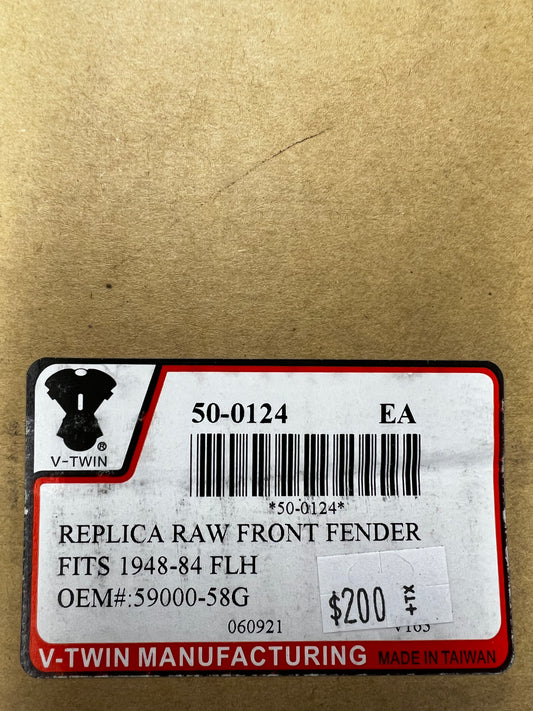 50-0124 EA
® 
V-TWIN
*50-0124*
REPLICA RAW FRONT FENDER
FITS 1948-84 FLH
OEM#:59000-58G
$200 +TX
060921
V-TWIN MANUFACTURING MADE IN TAIWAN